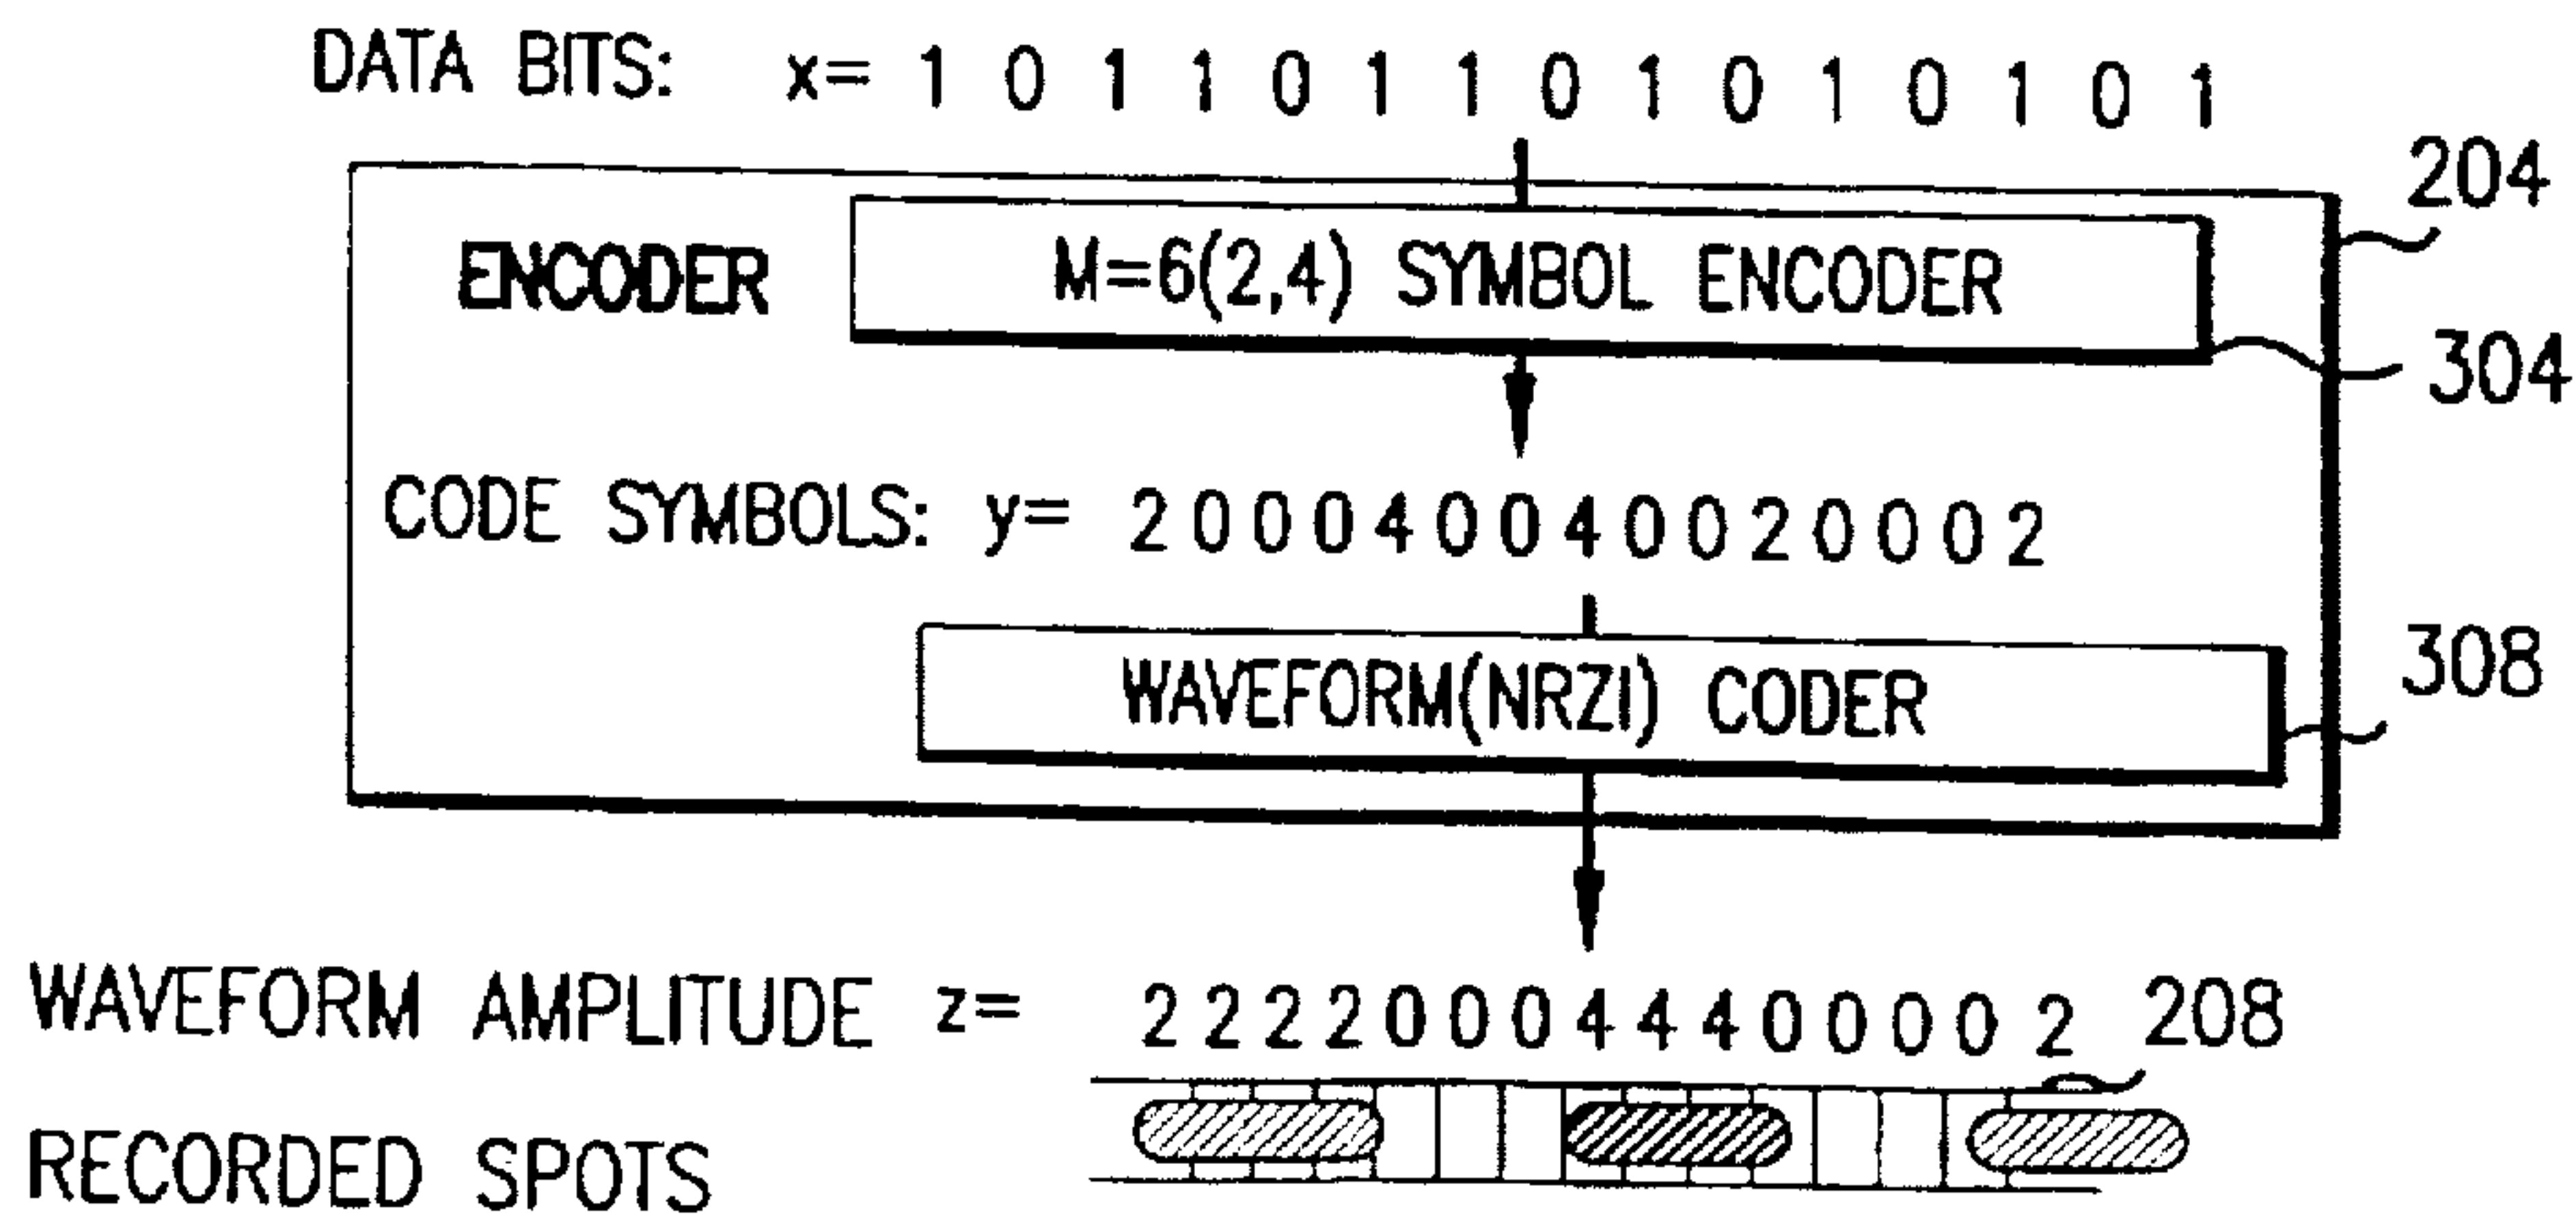 DATA BITS: x= 1 0 1 1 0 1 1 0 1 0 1 0 1 0 1
204
ENCODER M=6(2,4) SYMBOL ENCODER
304
CODE SYMBOLS: y= 2 0 0 0 4 0 0 4 0 0 2 0 0 0 2
WAVEFORM(NRZI) CODER
308
WAVEFORM AMPLITUDE z= 2 2 2 2 0 0 0 4 4 4 0 0 0 0 2
208
RECORDED SPOTS